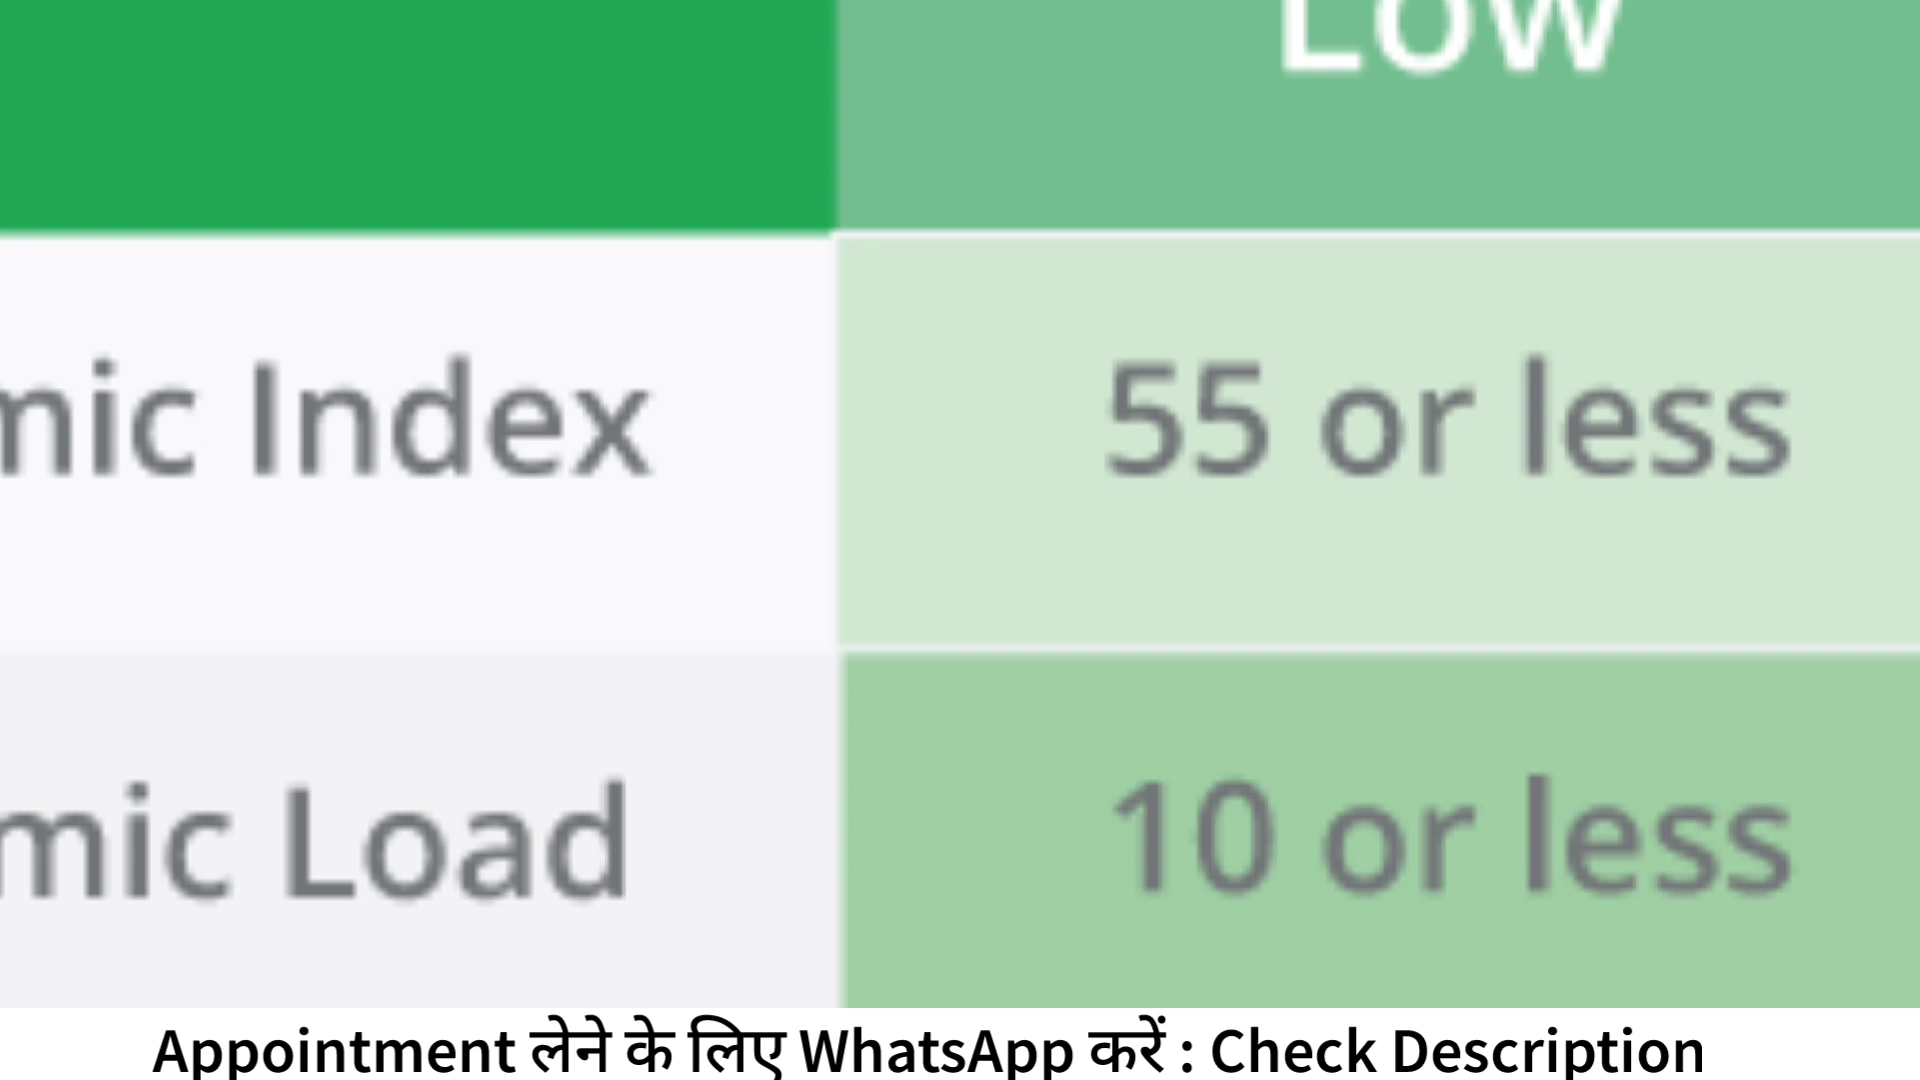 LOW
mic Index 55 or less
mic Load 10 or less
Appointment लेने के लिए WhatsApp करें : Check Description